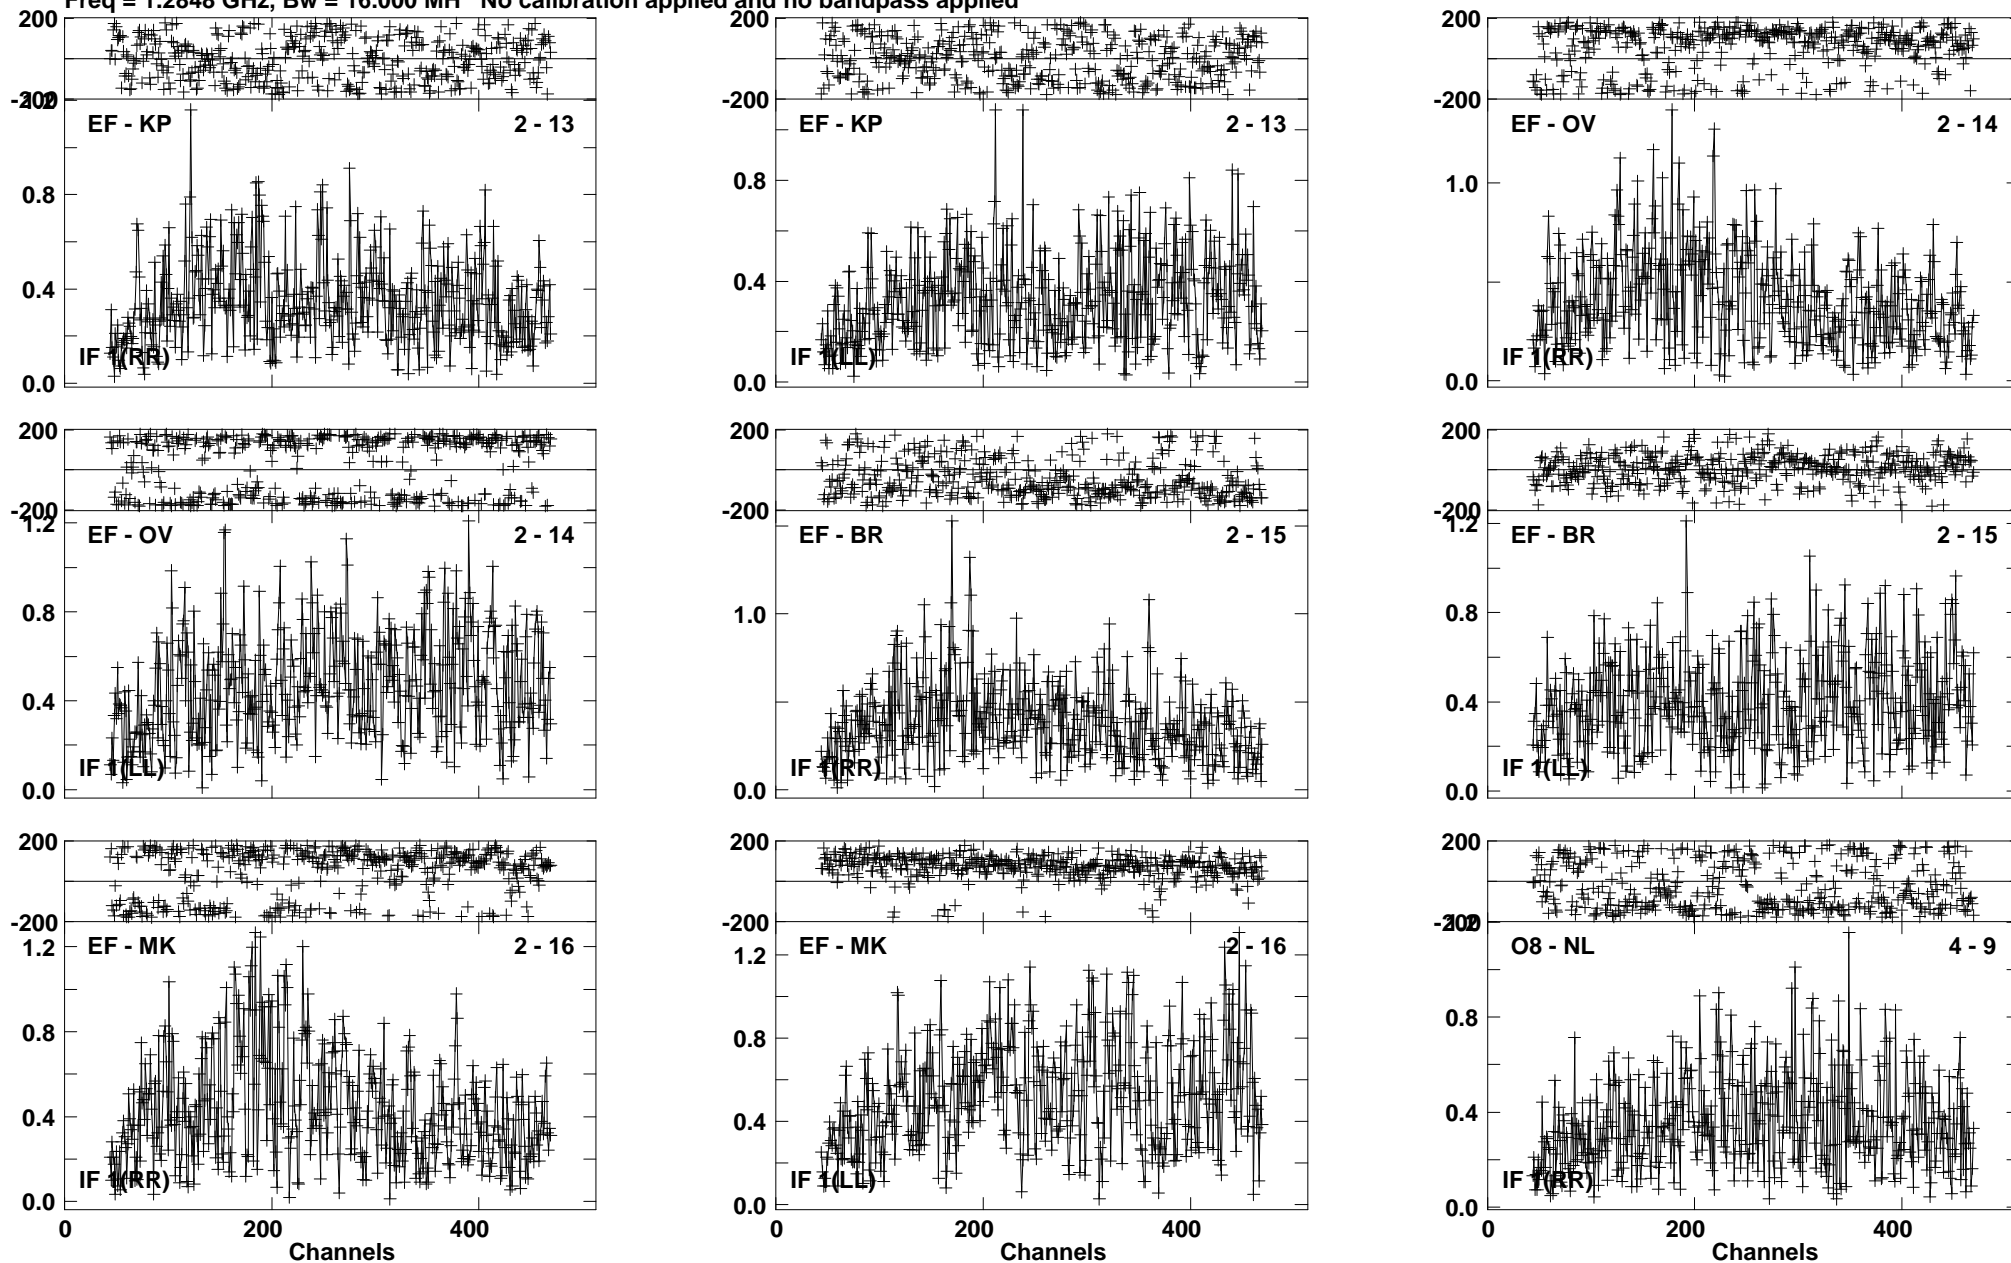 Freq = 1.2848 GHz, Bw = 16.000 MH No calibration applied and no bandpass applied
200
-200
1.2
0.8
0.4
0.0
EF - KP 2 - 13
IF 1(RR)
200
-200
0.8
0.4
0.0
EF - KP 2 - 13
IF 1(LL)
200
-200
1.0
0.0
EF - OV 2 - 14
IF 1(RR)
200
-200
1.2
0.8
0.4
0.0
EF - OV 2 - 14
IF 1(LL)
200
-200
1.0
0.0
EF - BR 2 - 15
IF 1(RR)
200
-200
1.2
0.8
0.4
0.0
EF - BR 2 - 15
IF 1(LL)
200
-200
1.2
0.8
0.4
0.0
EF - MK 2 - 16
IF 1(RR)
0 200 400
Channels
200
-200
1.2
0.8
0.4
0.0
EF - MK 2 - 16
IF 1(LL)
0 200 400
Channels
200
-200
1.2
0.8
0.4
0.0
O8 - NL 4 - 9
IF 1(RR)
0 200 400
Channels